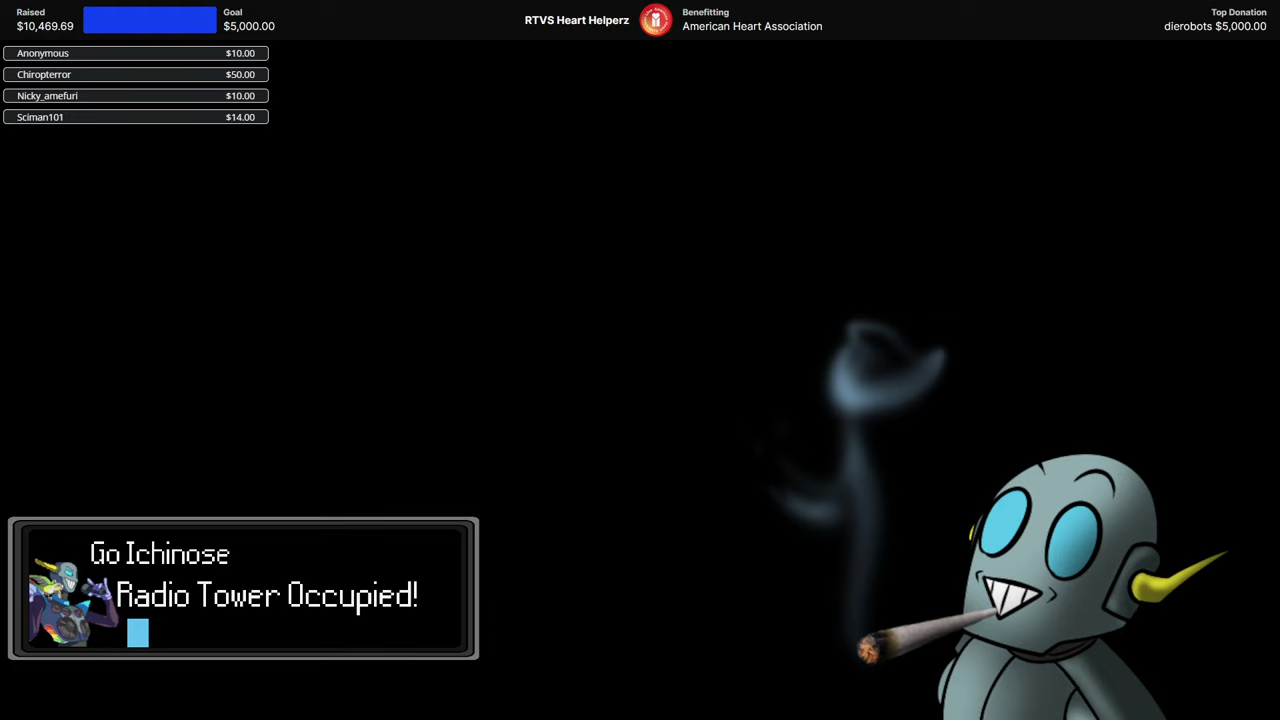 Raised
$10,469.69
Goal
$5,000.00
RTVS Heart Helperz
Benefitting
American Heart Association
Top Donation
dierobots $5,000.00
Anonymous $10.00
Chiropterror $50.00
Nicky_amefuri $10.00
Sciman101 $14.00
Go Ichinose
Radio Tower Occupied!